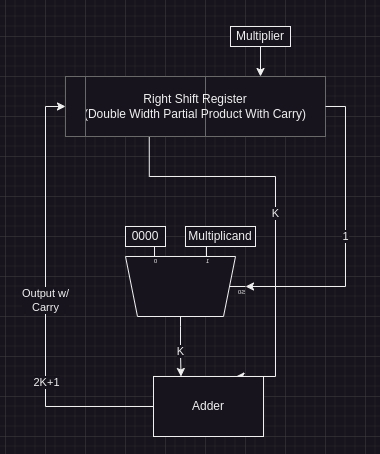 Multiplier
Right Shift Register
(Double Width Partial Product With Carry)
K
0000
Multiplicand
1
0
1
S0
Output w/
Carry
K
2K+1
Adder